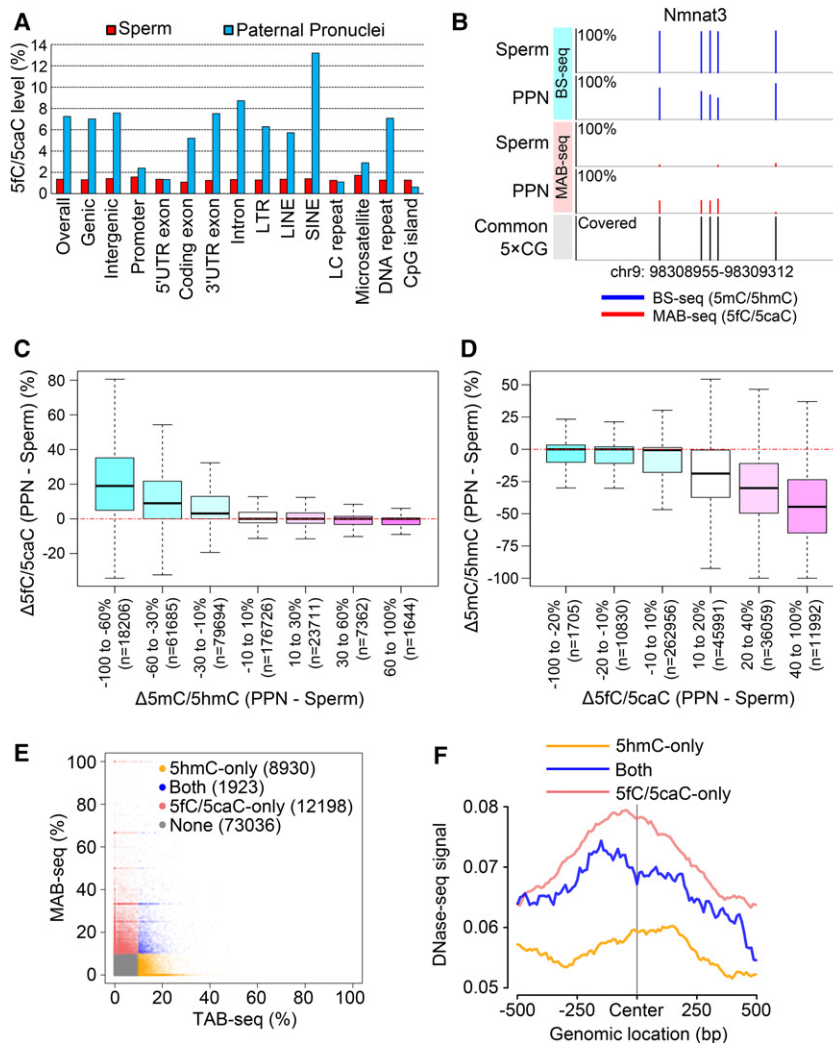 A
Sperm
Paternal Pronuclei
5fC/5caC level (%)
14
12
10
8
6
4
2
0
Overall
Genic
Intergenic
Promoter
5'UTR exon
Coding exon
3'UTR exon
Intron
LTR
LINE
SINE
LC repeat
Microsatellite
DNA repeat
CpG island
B
Nmnat3
Sperm
100%
PPN
100%
BS-seq
Sperm
100%
PPN
100%
MAB-seq
Common
5×CG
Covered
chr9: 98308955-98309312
BS-seq (5mC/5hmC)
MAB-seq (5fC/5caC)
C
Δ5fC/5caC (PPN - Sperm) (%)
80
60
40
20
0
-20
-100 to -60%
(n=18206)
-60 to -30%
(n=61685)
-30 to -10%
(n=79694)
-10 to 10%
(n=176726)
10 to 30%
(n=23711)
30 to 60%
(n=7362)
60 to 100%
(n=1644)
Δ5mC/5hmC (PPN - Sperm)
D
Δ5mC/5hmC (PPN - Sperm) (%)
50
25
0
-25
-50
-75
-100
-100 to -20%
(n=1705)
-20 to -10%
(n=10830)
-10 to 10%
(n=262956)
10 to 20%
(n=45991)
20 to 40%
(n=36059)
40 to 100%
(n=11992)
Δ5fC/5caC (PPN - Sperm)
E
5hmC-only (8930)
Both (1923)
5fC/5caC-only (12198)
None (73036)
MAB-seq (%)
100
80
60
40
20
0
0 20 40 60 80 100
TAB-seq (%)
F
5hmC-only
Both
5fC/5caC-only
DNase-seq signal
0.08
0.07
0.06
0.05
-500 -250 Center 250 500
Genomic location (bp)